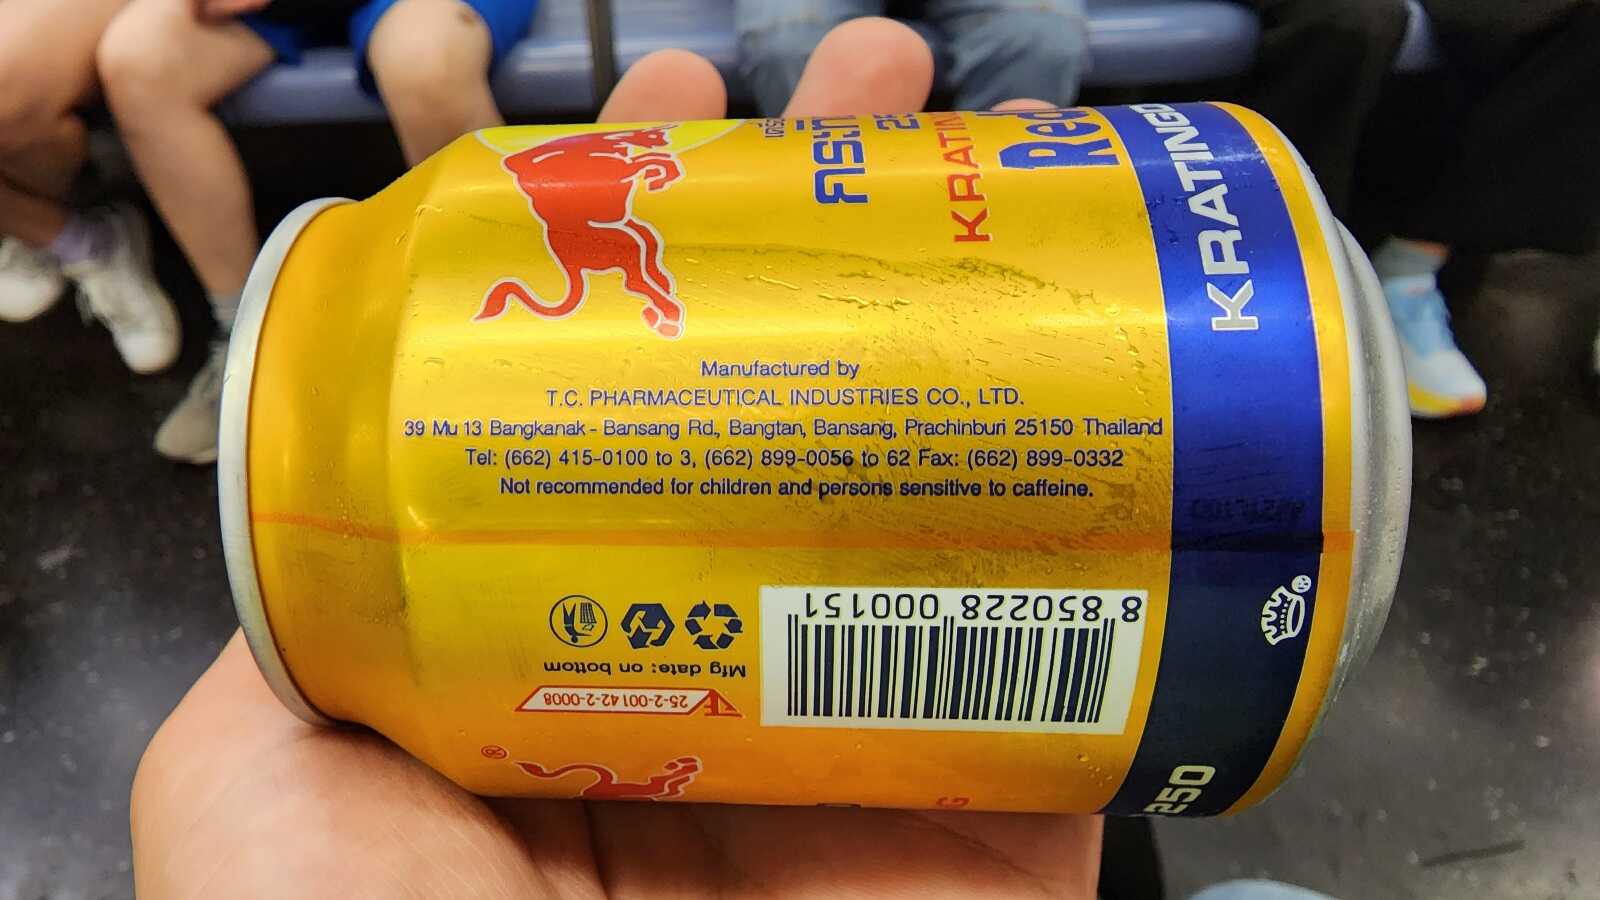 กระทิ
25
KRATING
Red
KRATINGD
Manufactured by
T.C. PHARMACEUTICAL INDUSTRIES CO., LTD.
39 Mu 13 Bangkanak - Bansang Rd., Bangtan, Bansang, Prachinburi 25150 Thailand
Tel: (662) 415-0100 to 3, (662) 899-0056 to 62 Fax: (662) 899-0332
Not recommended for children and persons sensitive to caffeine.
8 850228 000151
Mfg date: on bottom
25-2-00142-2-0008
®
G
250